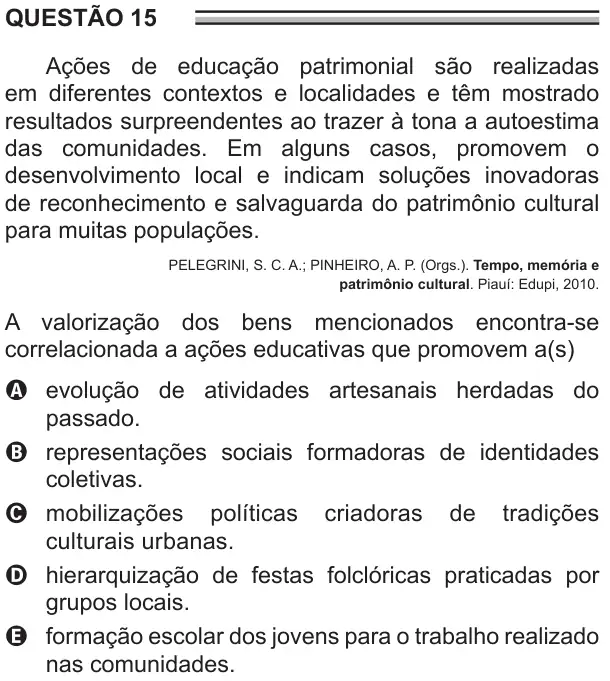 QUESTÃO 15
Ações de educação patrimonial são realizadas
em diferentes contextos e localidades e têm mostrado
resultados surpreendentes ao trazer à tona a autoestima
das comunidades. Em alguns casos, promovem o
desenvolvimento local e indicam soluções inovadoras
de reconhecimento e salvaguarda do patrimônio cultural
para muitas populações.
PELEGRINI, S. C. A.; PINHEIRO, A. P. (Orgs.). Tempo, memória e
patrimônio cultural. Piauí: Edupi, 2010.
A valorização dos bens mencionados encontra-se
correlacionada a ações educativas que promovem a(s)
A evolução de atividades artesanais herdadas do
passado.
B representações sociais formadoras de identidades
coletivas.
C mobilizações políticas criadoras de tradições
culturais urbanas.
D hierarquização de festas folclóricas praticadas por
grupos locais.
E formação escolar dos jovens para o trabalho realizado
nas comunidades.